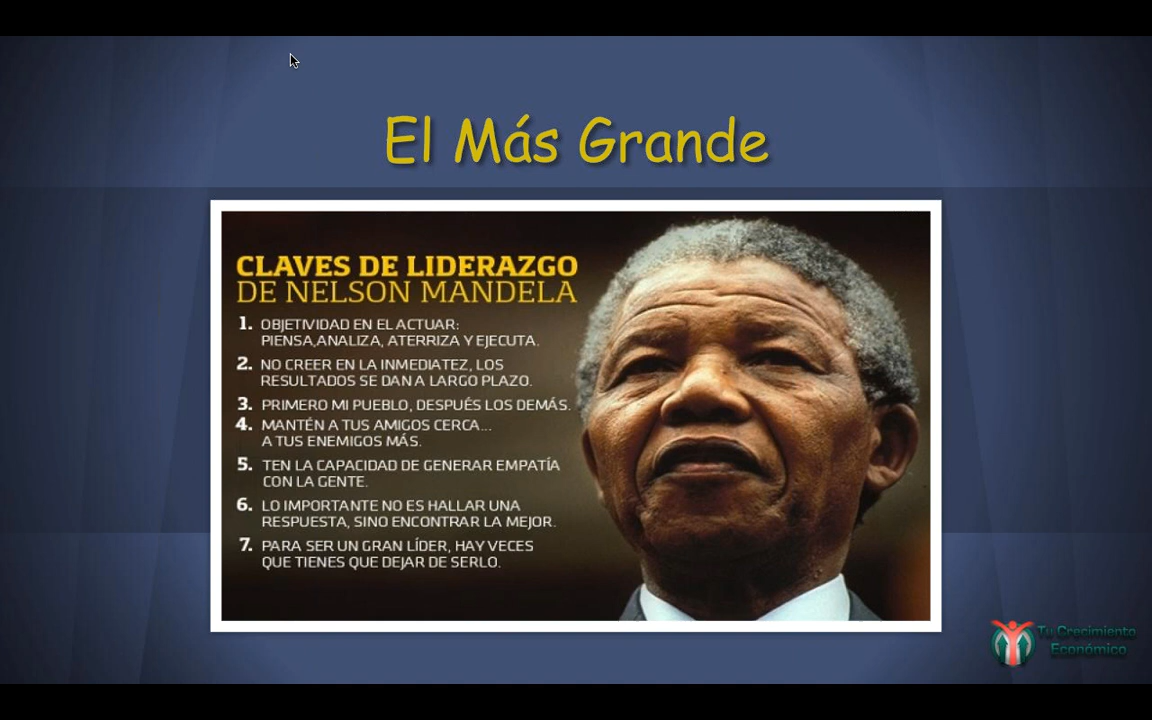 El Más Grande
CLAVES DE LIDERAZGO
DE NELSON MANDELA
1. OBJETIVIDAD EN EL ACTUAR:
PIENSA,ANALIZA, ATERRIZA Y EJECUTA.
2. NO CREER EN LA INMEDIATEZ, LOS
RESULTADOS SE DAN A LARGO PLAZO.
3. PRIMERO MI PUEBLO, DESPUÉS LOS DEMÁS.
4. MANTÉN A TUS AMIGOS CERCA...
A TUS ENEMIGOS MÁS.
5. TEN LA CAPACIDAD DE GENERAR EMPATÍA
CON LA GENTE.
6. LO IMPORTANTE NO ES HALLAR UNA
RESPUESTA, SINO ENCONTRAR LA MEJOR.
7. PARA SER UN GRAN LÍDER, HAY VECES
QUE TIENES QUE DEJAR DE SERLO.
Tu Crecimiento
Económico